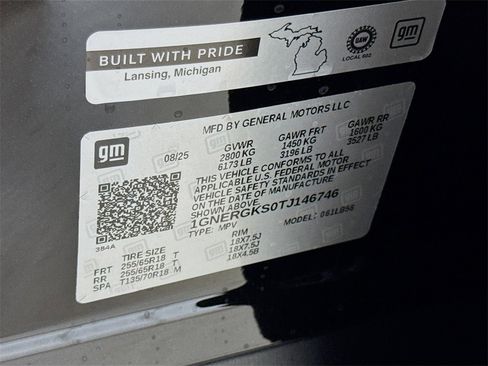 BUILT WITH PRIDE
Lansing, Michigan
UAW
LOCAL 602
gm
gm
MFD BY GENERAL MOTORS LLC
08/25
GVWR GAWR FRT GAWR RR
2800 KG 1450 KG 1600 KG
6173 LB 3196 LB 3527 LB
THIS VEHICLE CONFORMS TO ALL
APPLICABLE U.S. FEDERAL MOTOR
VEHICLE SAFETY STANDARDS IN EFFECT
ON THE DATE OF MANUFACTURE
1GNERGKS0TJ146746
TYPE: MPV MODEL:
384A
TIRE SIZE RIM
FRT 255/65R18 T 18X7.5J
RR 255/65R18 T 18X7.5J
SPA T135/70R18 M 18X4.5B